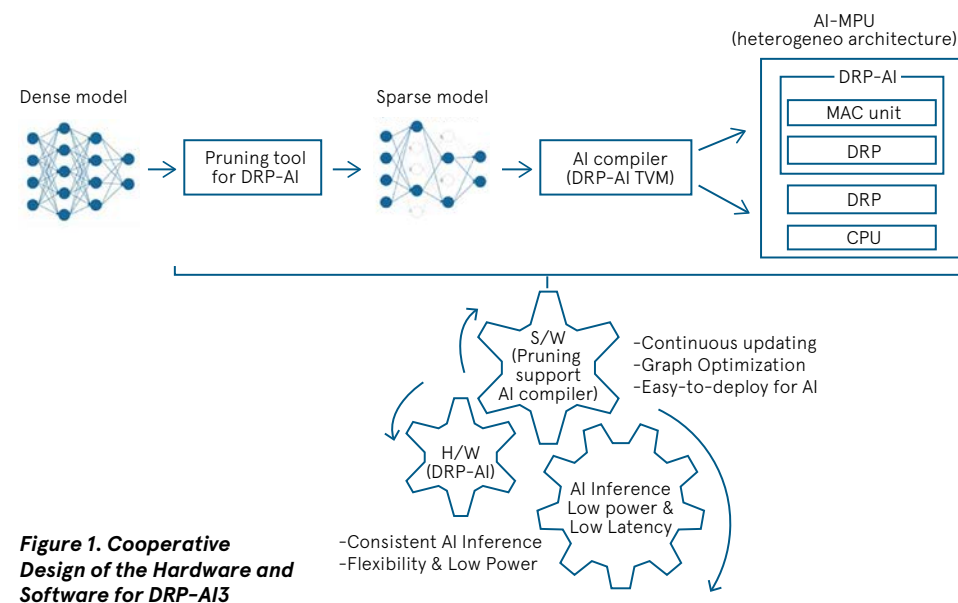 AI-MPU
(heterogeneo architecture)
DRP-AI
Dense model
Sparse model
MAC unit
Pruning tool
for DRP-AI
AI compiler
(DRP-AI TVM)
DRP
DRP
CPU
S/W
(Pruning
support
AI compiler)
-Continuous updating
-Graph Optimization
-Easy-to-deploy for AI
H/W
(DRP-AI)
AI Inference
Low power &
Low Latency
-Consistent AI Inference
-Flexibility & Low Power
Figure 1. Cooperative
Design of the Hardware and
Software for DRP-AI3